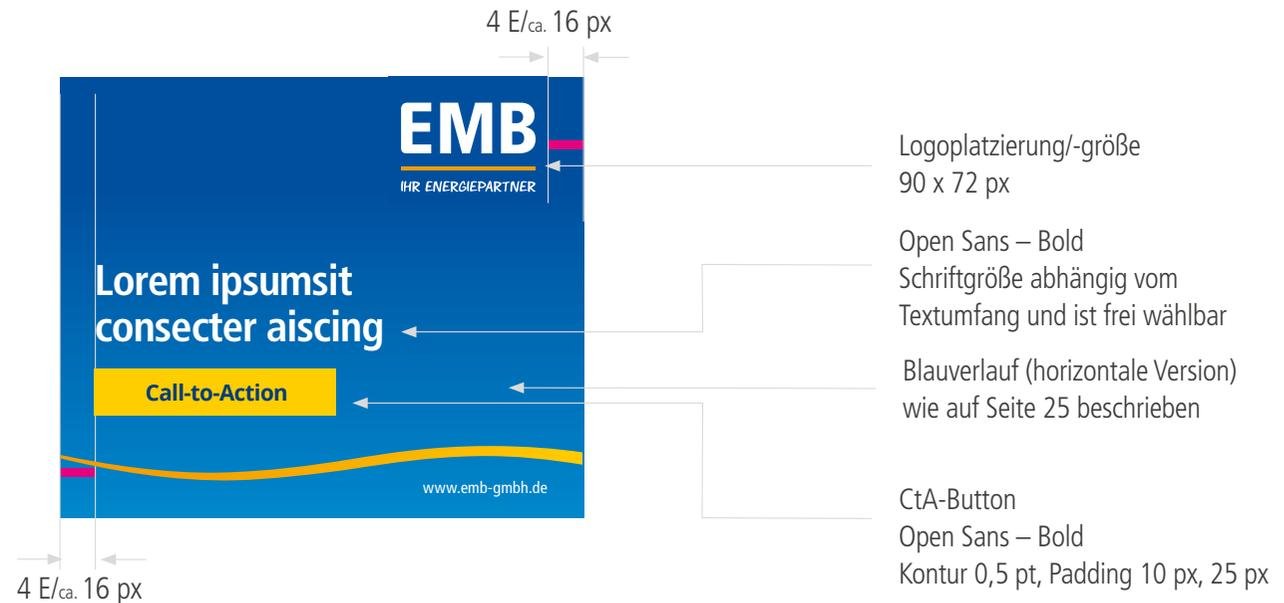 4 E/ca. 16 px
EMB
IHR ENERGIEPARTNER
Logoplatzierung/-größe
90 x 72 px
Open Sans – Bold
Schriftgröße abhängig vom
Textumfang und ist frei wählbar
Lorem ipsumsit
consecter aiscing
Blauverlauf (horizontale Version)
wie auf Seite 25 beschrieben
Call-to-Action
www.emb-gmbh.de
CtA-Button
Open Sans – Bold
Kontur 0,5 pt, Padding 10 px, 25 px
4 E/ca. 16 px